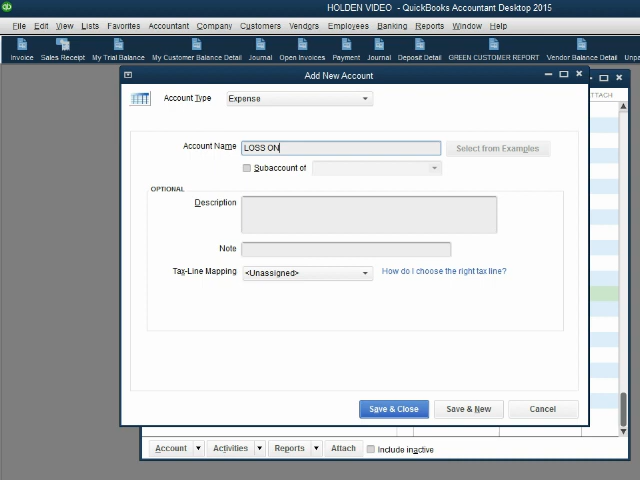 HOLDEN VIDEO - QuickBooks Accountant Desktop 2015
File Edit View Lists Favorites Accountant Company Customers Vendors Employees Banking Reports Window Help
Invoice Sales Receipt My Trial Balance My Customer Balance Detail Journal Open Invoices Payment Journal Deposit Detail GREEN CUSTOMER REPORT Vendor Balance Detail Unpa
Add New Account
ATTACH
Account Type Expense
Account Name LOSS ON Select from Examples
Subaccount of
OPTIONAL
Description
Note
Tax-Line Mapping <Unassigned> How do I choose the right tax line?
Save & Close Save & New Cancel
Account Activities Reports Attach Include inactive